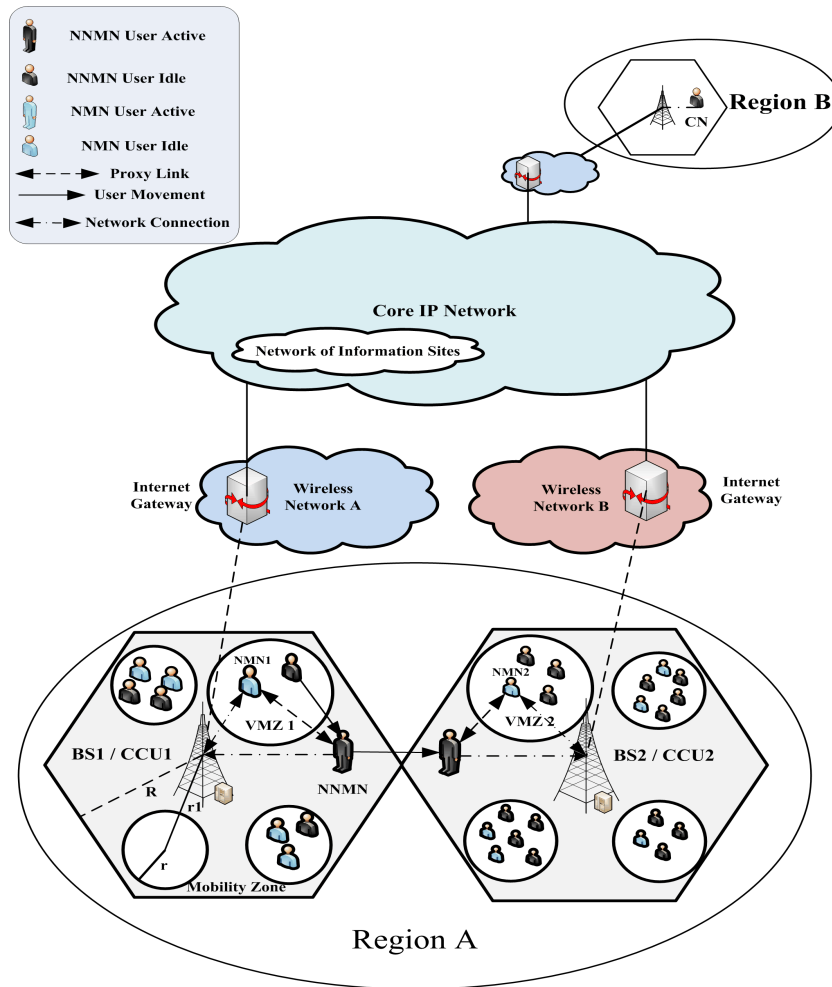 NNMN User Active
NNMN User Idle
NMN User Active
NMN User Idle
Proxy Link
User Movement
Network Connection
Region B
CN
Core IP Network
Network of Information Sites
Internet
Gateway
Wireless
Network A
Wireless
Network B
Internet
Gateway
NMN1
VMZ 1
BS1 / CCU1
NNMN
R
r1
r
Mobility Zone
NMN2
VMZ 2
BS2 / CCU2
Region A